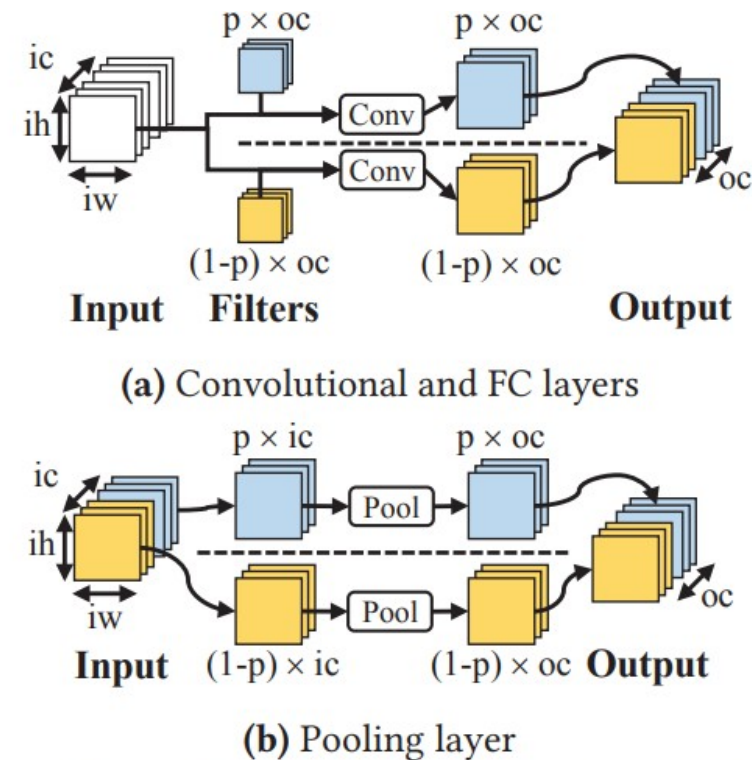 p × oc
p × oc
ic
ih
Conv
iw
Conv
oc
(1-p) × oc
(1-p) × oc
Input
Filters
Output
(a) Convolutional and FC layers
p × ic
p × oc
ic
ih
Pool
iw
Pool
oc
Input
(1-p) × ic
(1-p) × oc
Output
(b) Pooling layer